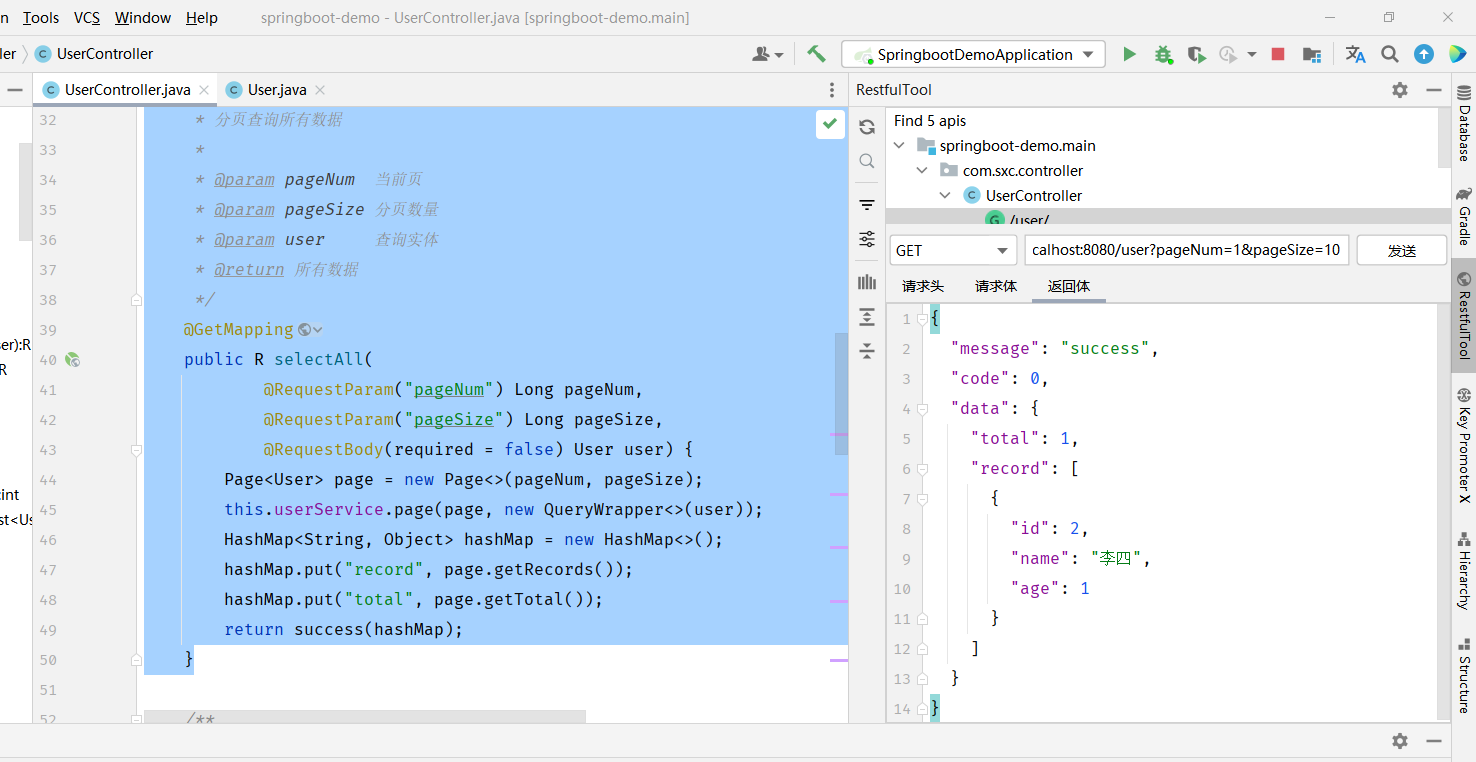 n Tools VCS Window Help springboot-demo - UserController.java [springboot-demo.main]
ler UserController SpringbootDemoApplication
UserController.java User.java RestfulTool
32 * 分页查询所有数据
33 *
34 * @param pageNum 当前页
35 * @param pageSize 分页数量
36 * @param user 查询实体
37 * @return 所有数据
38 */
39 @GetMapping
40 public R selectAll(
41 @RequestParam("pageNum") Long pageNum,
42 @RequestParam("pageSize") Long pageSize,
43 @RequestBody(required = false) User user) {
44 Page<User> page = new Page<>(pageNum, pageSize);
45 this.userService.page(page, new QueryWrapper<>(user));
46 HashMap<String, Object> hashMap = new HashMap<>();
47 hashMap.put("record", page.getRecords());
48 hashMap.put("total", page.getTotal());
49 return success(hashMap);
50 }
51
52 /**
ser):R
R
:int
st<Us
Find 5 apis
springboot-demo.main
com.sxc.controller
UserController
G /user/
GET calhost:8080/user?pageNum=1&pageSize=10 发送
请求头 请求体 返回体
1 {
2 "message": "success",
3 "code": 0,
4 "data": {
5 "total": 1,
6 "record": [
7 {
8 "id": 2,
9 "name": "李四",
10 "age": 1
11 }
12 ]
13 }
14 }
Database
Gradle
RestfulTool
Key Promoter X
Hierarchy
Structure